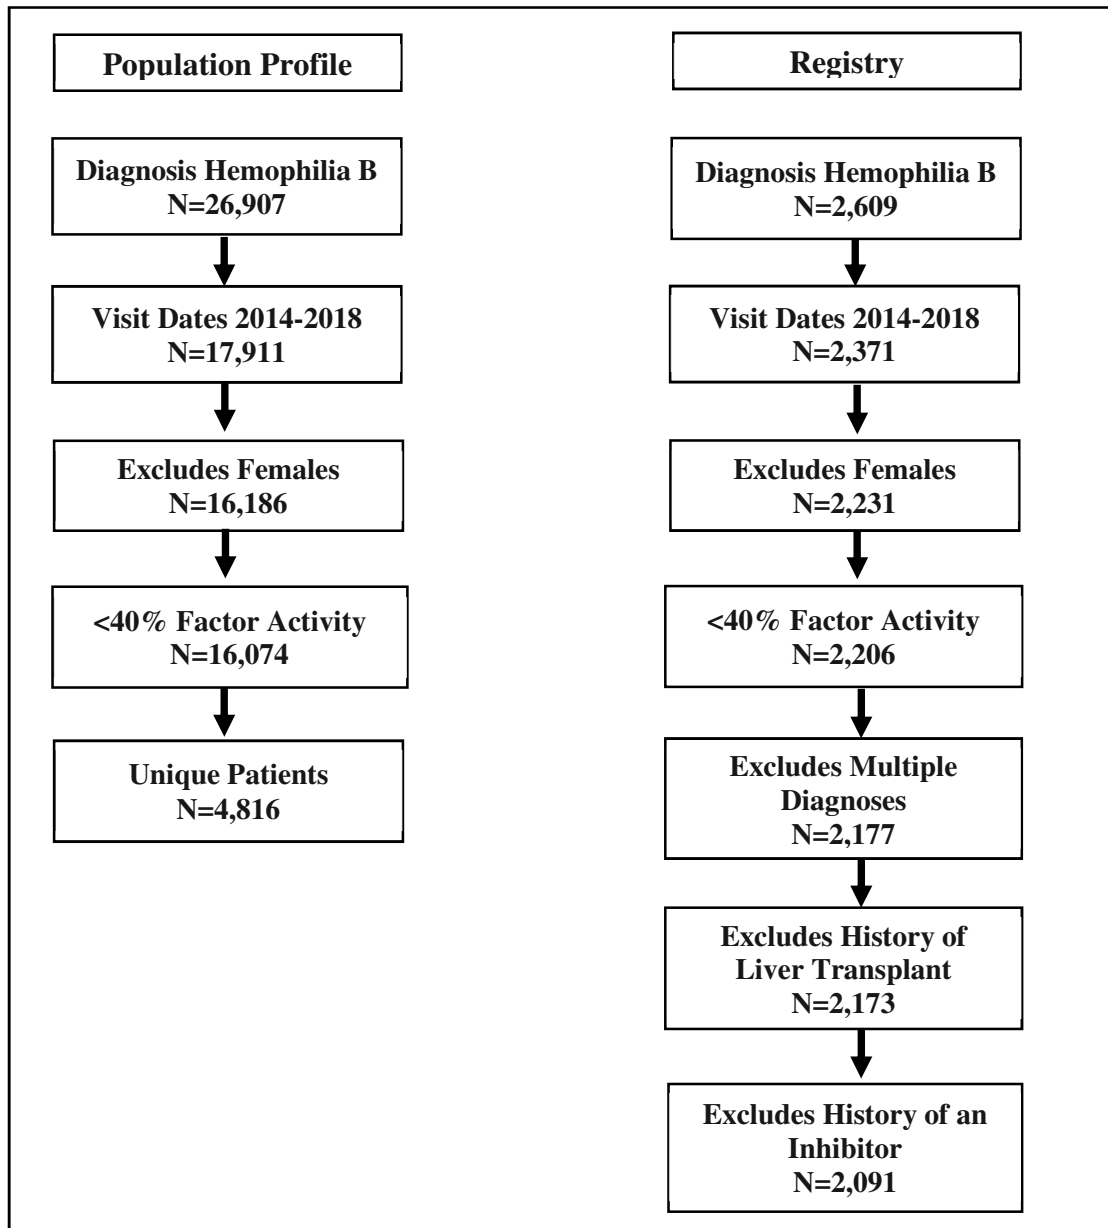 Population Profile
Diagnosis Hemophilia B
N=26,907
Visit Dates 2014-2018
N=17,911
Excludes Females
N=16,186
<40% Factor Activity
N=16,074
Unique Patients
N=4,816
Registry
Diagnosis Hemophilia B
N=2,609
Visit Dates 2014-2018
N=2,371
Excludes Females
N=2,231
<40% Factor Activity
N=2,206
Excludes Multiple
Diagnoses
N=2,177
Excludes History of
Liver Transplant
N=2,173
Excludes History of an
Inhibitor
N=2,091